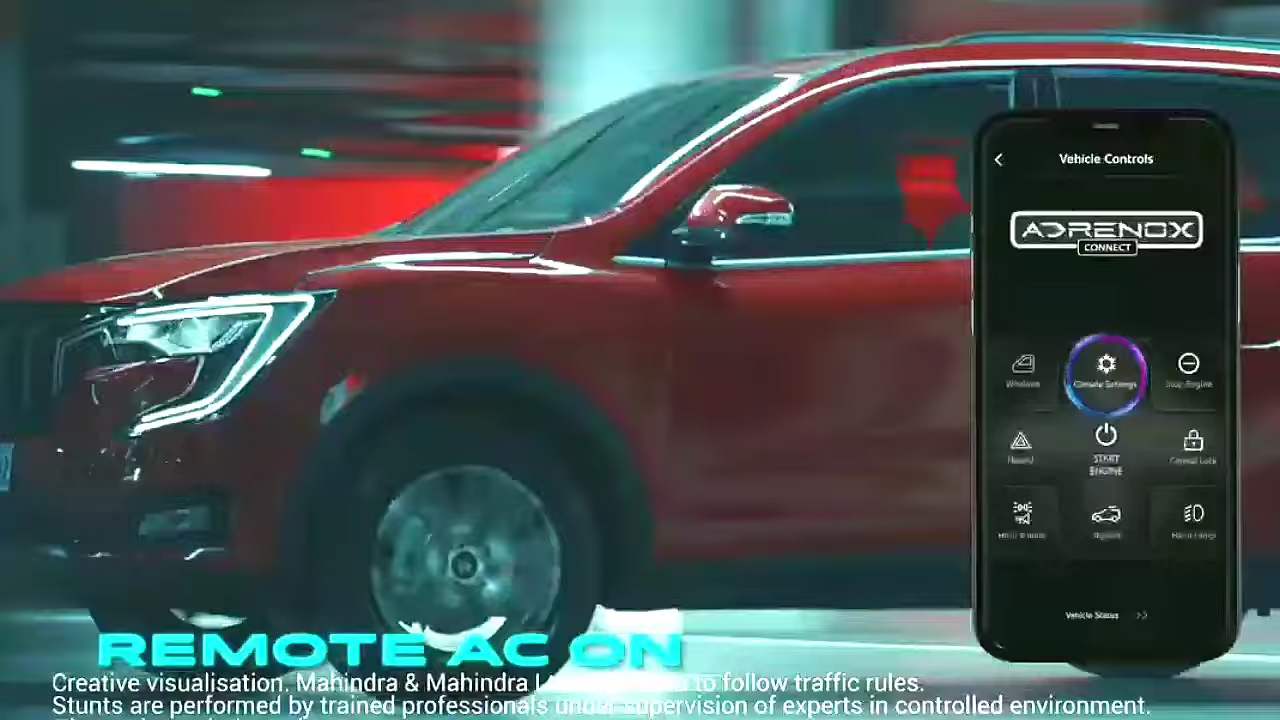 Vehicle Controls
ADRENOX
CONNECT
Windows Climate Settings Stop Engine
START
ENGINE
Hazard Central Lock
Vehicle Status >>
REMOTE AC ON
Creative visualisation. Mahindra & Mahindra to follow traffic rules.
Stunts are performed by trained professionals under supervision of experts in controlled environment.